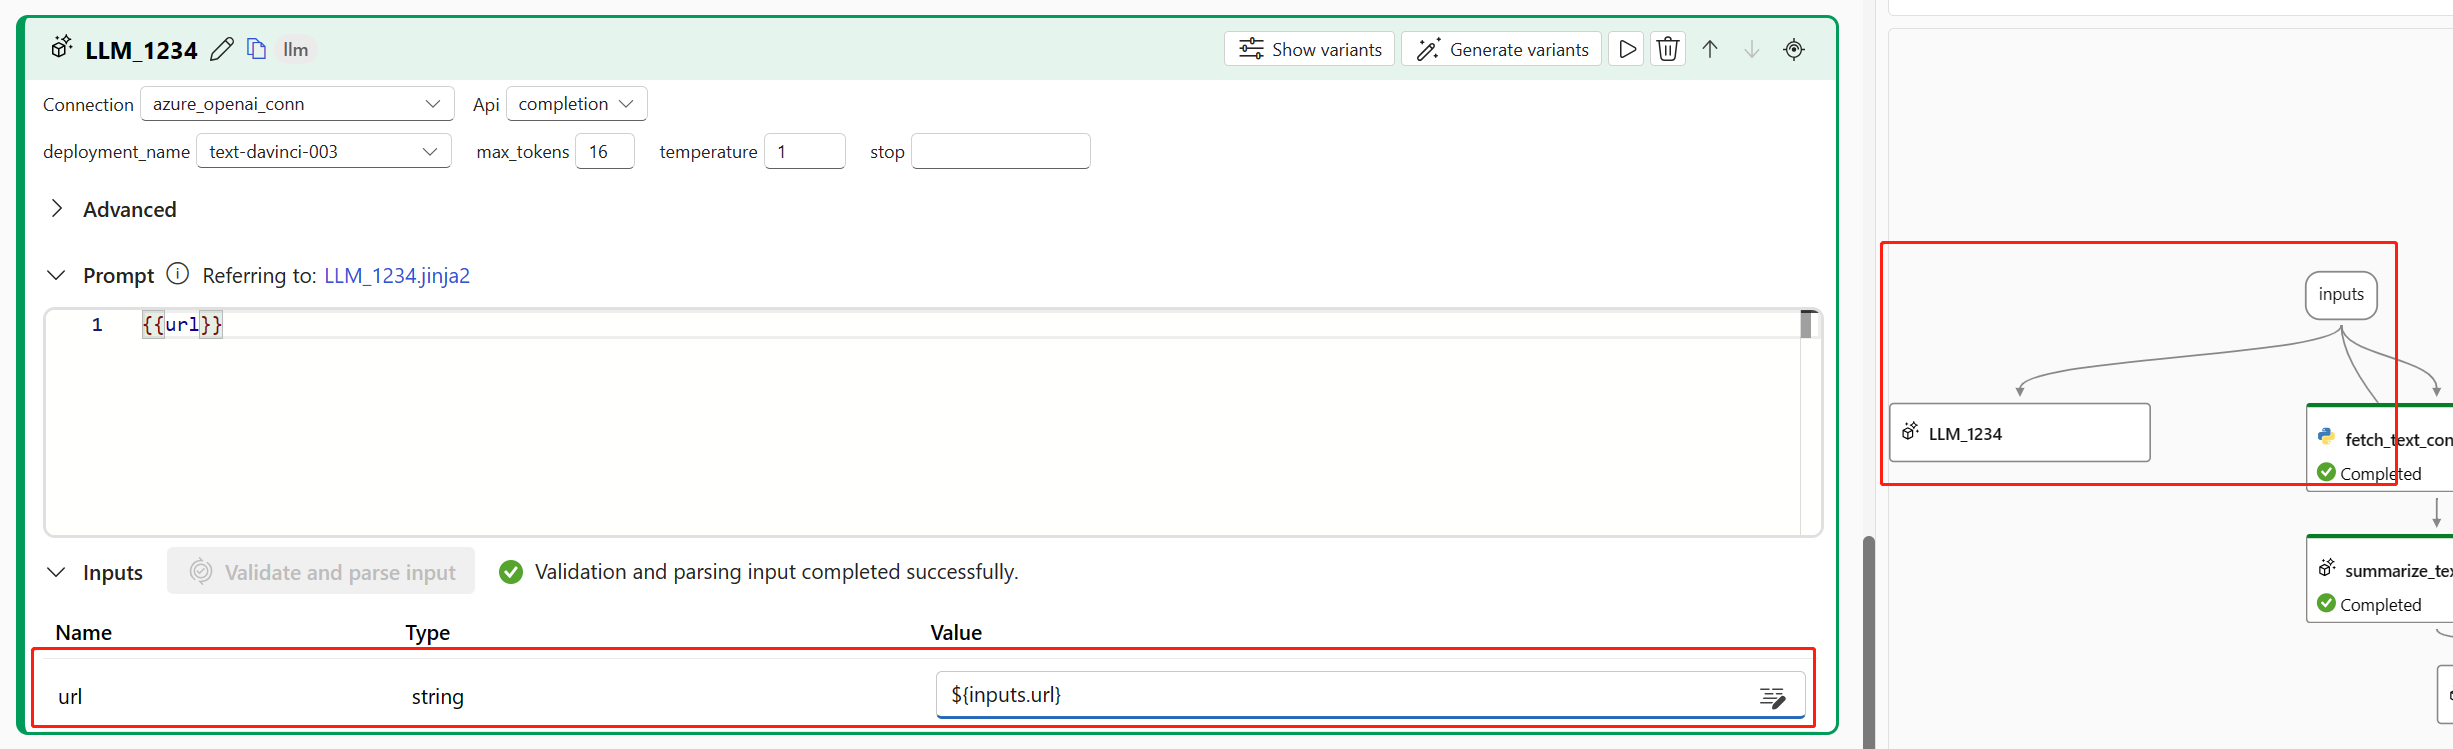 LLM_1234 llm Show variants Generate variants
Connection azure_openai_conn Api completion
deployment_name text-davinci-003 max_tokens 16 temperature 1 stop
Advanced
Prompt Referring to: LLM_1234.jinja2
1 {{url}}
Inputs Validate and parse input Validation and parsing input completed successfully.
Name Type Value
url string ${inputs.url}
inputs
LLM_1234
fetch_text_con
Completed
summarize_tex
Completed